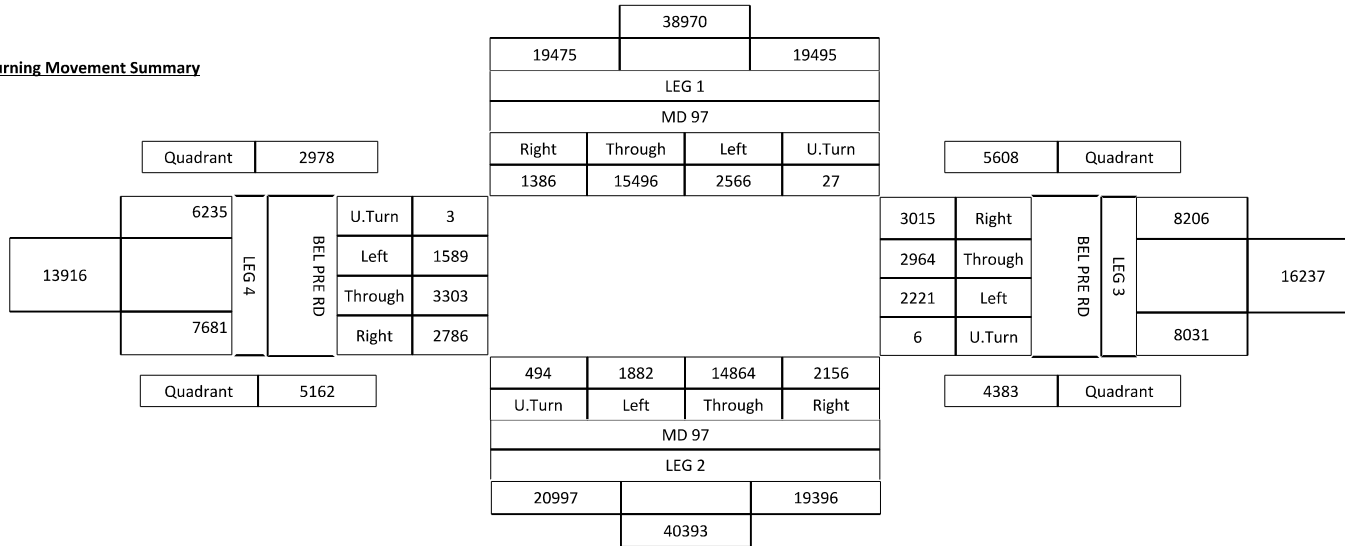 38970
19475 19495
urning Movement Summary
LEG 1
MD 97
Right Through Left U.Turn
1386 15496 2566 27
Quadrant 2978
5608 Quadrant
6235
13916
7681
LEG 4
BEL PRE RD
U.Turn 3
Left 1589
Through 3303
Right 2786
3015 Right
2964 Through
2221 Left
6 U.Turn
BEL PRE RD
LEG 3
8206
16237
8031
Quadrant 5162
4383 Quadrant
494 1882 14864 2156
U.Turn Left Through Right
MD 97
LEG 2
20997 19396
40393